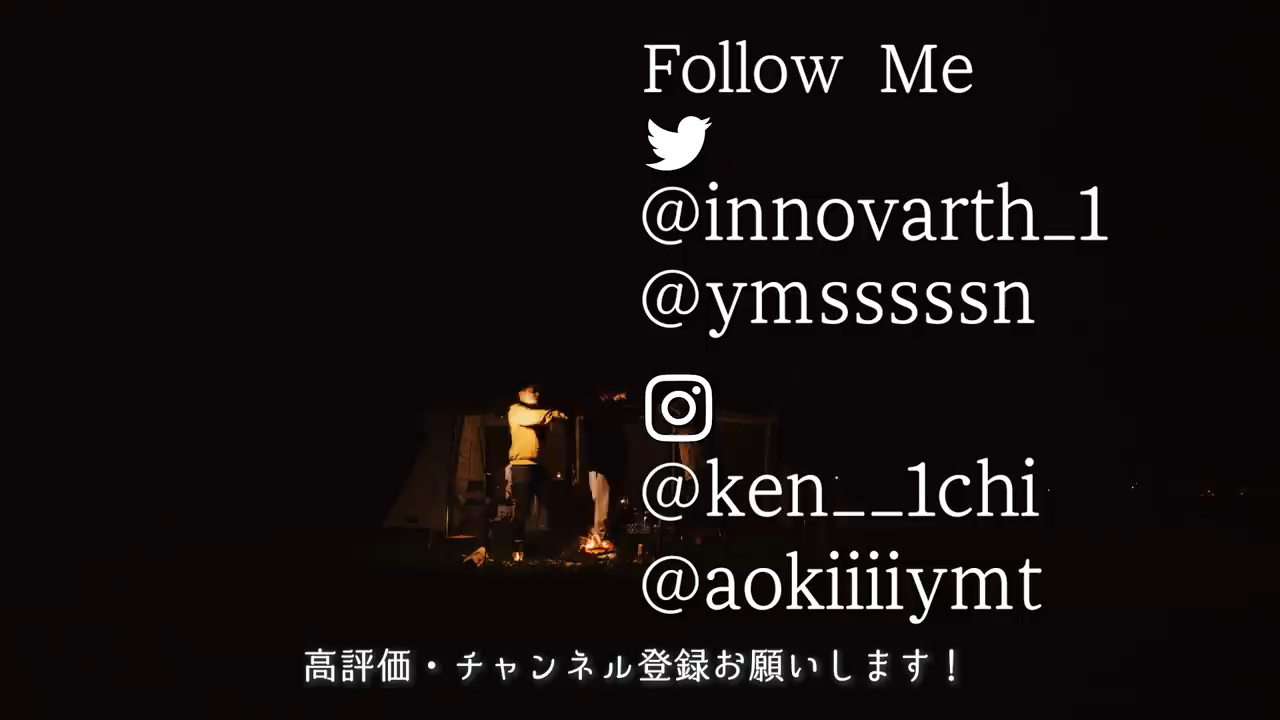 Follow Me
@innovarth_1
@ymsssssn
@ken__1chi
@aokiiiiymt
高評価・チャンネル登録お願いします！